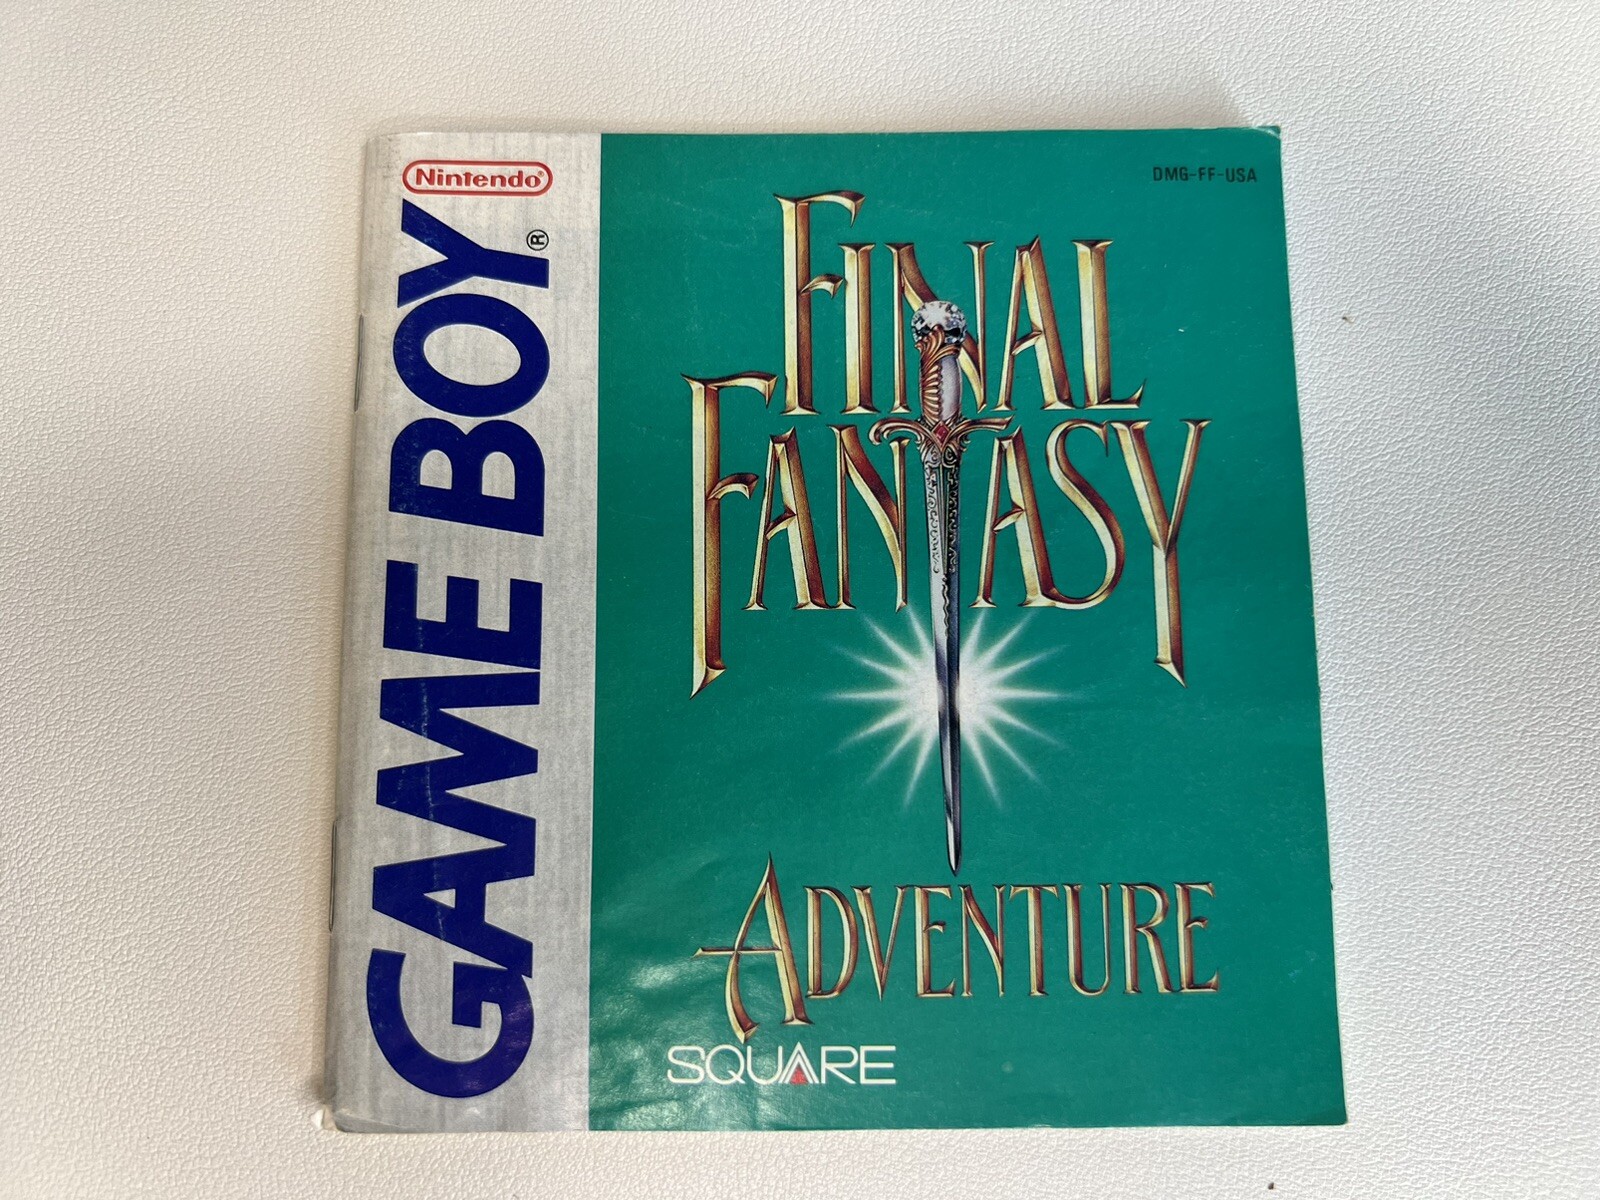 Nintendo®
GAME BOY®
DMG-FF-USA
FINAL
FANTASY
ADVENTURE
SQUARE